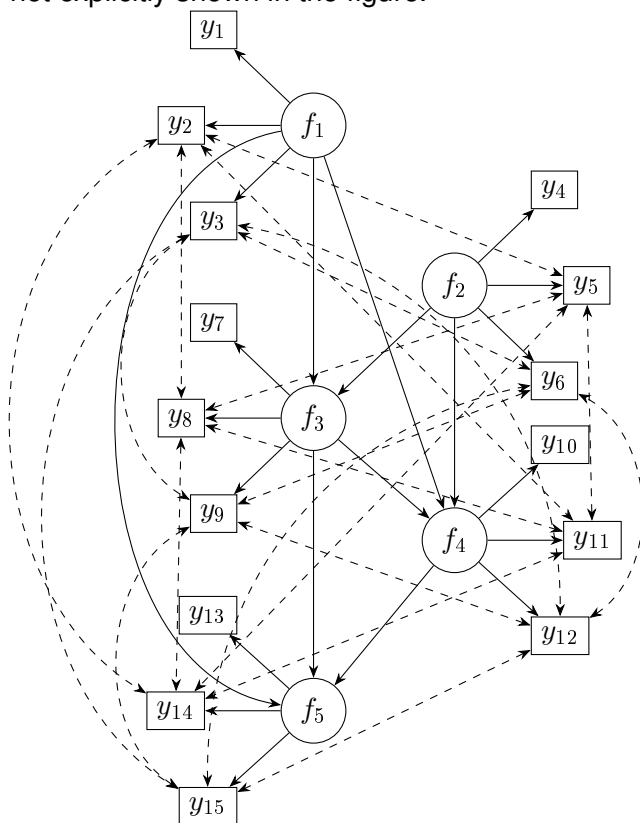 not explicitly shown in the figure.
y1
f1
y2
y4
y3
f2
y5
y7
y6
f3
y8
y10
y9
f4
y11
y13
y12
f5
y14
y15